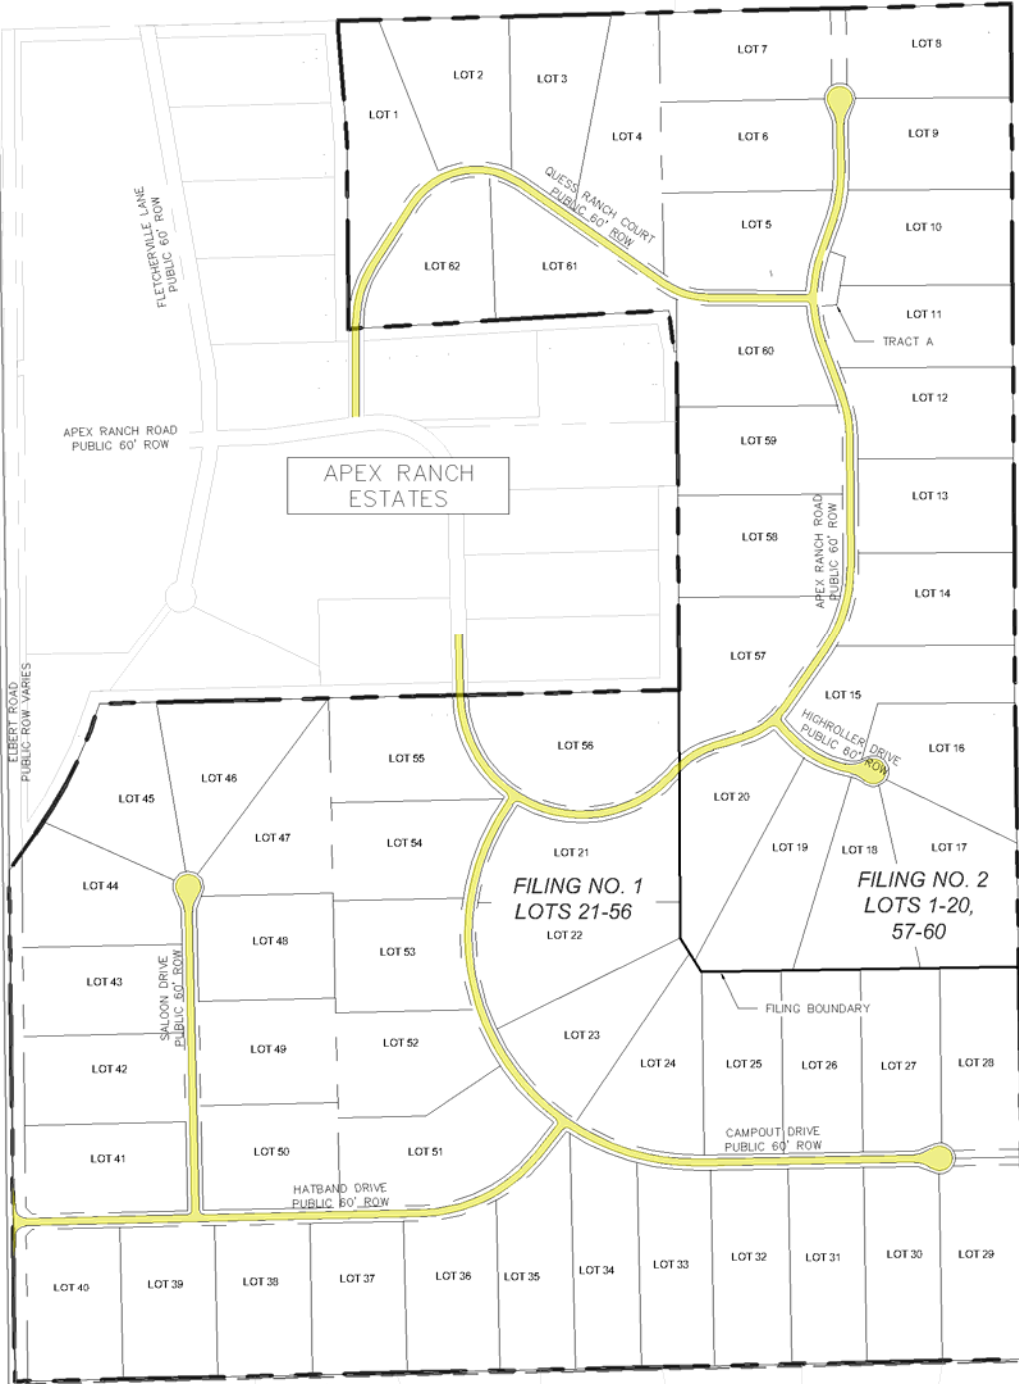 LOT 7
LOT 8
LOT 2
LOT 3
LOT 1
LOT 4
LOT 6
LOT 9
QUESS RANCH COURT
PUBLIC 60' ROW
FLETCHERVILLE LANE
PUBLIC 60' ROW
LOT 5
LOT 10
LOT 62
LOT 61
LOT 11
TRACT A
LOT 60
LOT 12
APEX RANCH ROAD
PUBLIC 60' ROW
LOT 59
APEX RANCH
ESTATES
LOT 13
APEX RANCH ROAD
PUBLIC 60' ROW
LOT 58
LOT 14
LOT 57
LOT 15
ELBERT ROAD
PUBLIC ROW VARIES
HIGHROLLER DRIVE
PUBLIC 60' ROW
LOT 16
LOT 56
LOT 55
LOT 46
LOT 45
LOT 20
LOT 47
LOT 54
LOT 21
LOT 19
LOT 18
LOT 17
LOT 44
FILING NO. 1
LOTS 21-56
FILING NO. 2
LOTS 1-20,
57-60
LOT 22
LOT 48
LOT 53
LOT 43
SALOON DRIVE
PUBLIC 60' ROW
FILING BOUNDARY
LOT 23
LOT 52
LOT 49
LOT 42
LOT 24
LOT 25
LOT 26
LOT 27
LOT 28
CAMPOUT DRIVE
PUBLIC 60' ROW
LOT 41
LOT 50
LOT 51
HATBAND DRIVE
PUBLIC 60' ROW
LOT 40
LOT 39
LOT 38
LOT 37
LOT 36
LOT 35
LOT 34
LOT 33
LOT 32
LOT 31
LOT 30
LOT 29